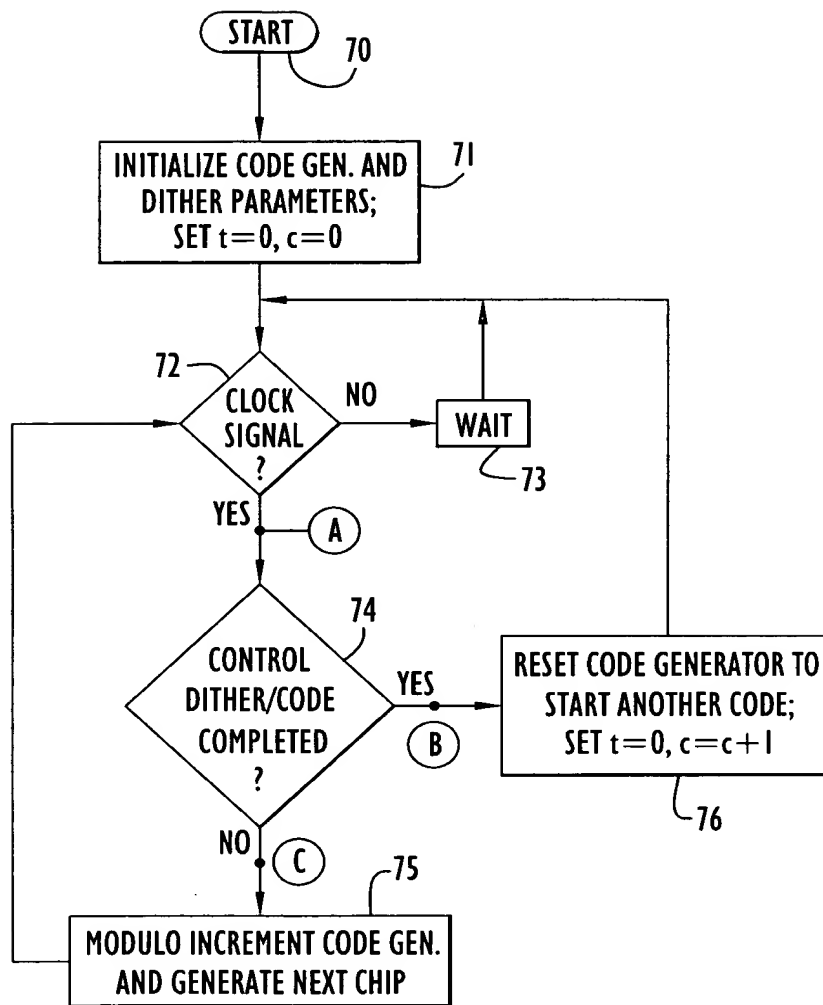 START
70
INITIALIZE CODE GEN. AND
DITHER PARAMETERS;
SET t=0, c=0
71
72
CLOCK
SIGNAL
?
NO
WAIT
73
YES
A
74
CONTROL
DITHER/CODE
COMPLETED
?
YES
B
RESET CODE GENERATOR TO
START ANOTHER CODE;
SET t=0, c=c+1
76
NO
C
75
MODULO INCREMENT CODE GEN.
AND GENERATE NEXT CHIP